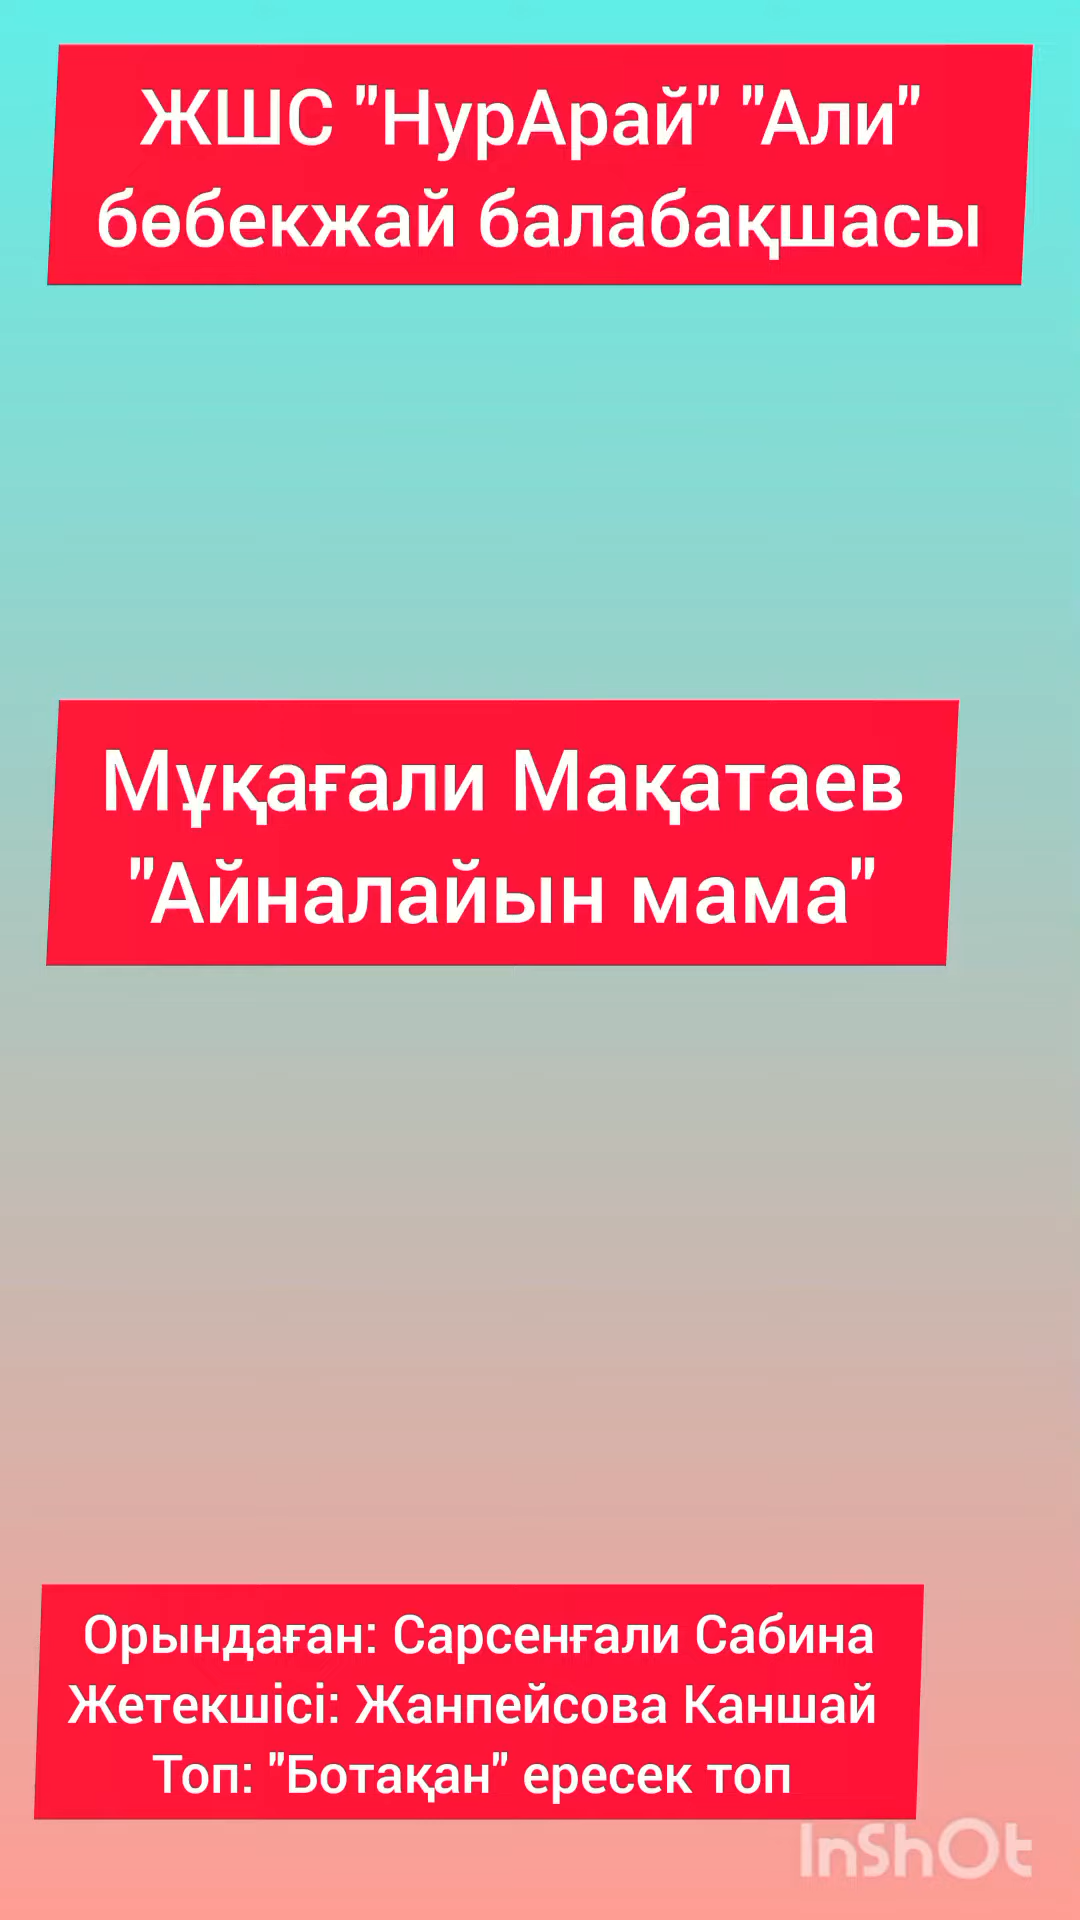 ЖШС "НурАрай" "Али"
бөбекжай балабақшасы
Мұқағали Мақатаев
"Айналайын мама"
Орындаған: Сарсенғали Сабина
Жетекшісі: Жанпейсова Каншай
Топ: "Ботақан" ересек топ
InShOt